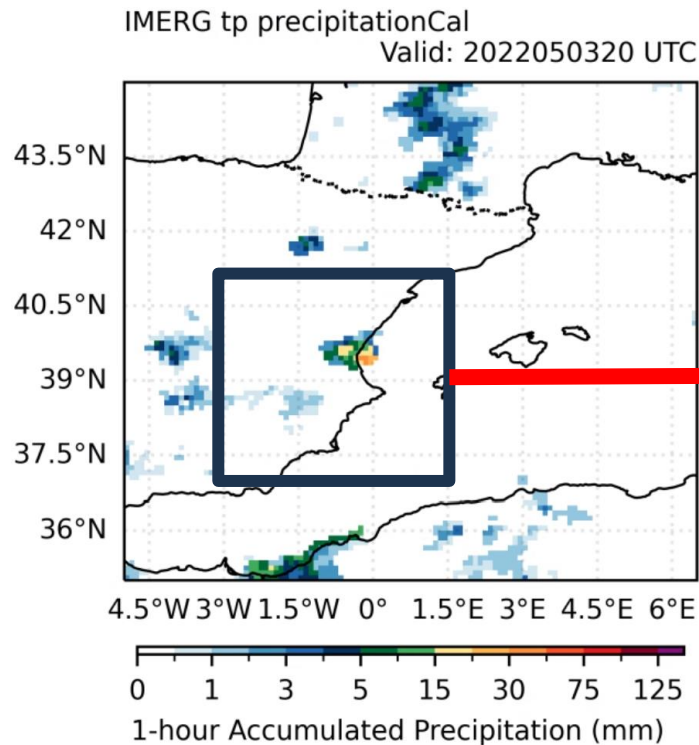 IMERG tp precipitationCal
Valid: 2022050320 UTC
43.5°N
42°N
40.5°N
39°N
37.5°N
36°N
4.5°W 3°W 1.5°W 0° 1.5°E 3°E 4.5°E 6°E
0 1 3 5 15 30 75 125
1-hour Accumulated Precipitation (mm)